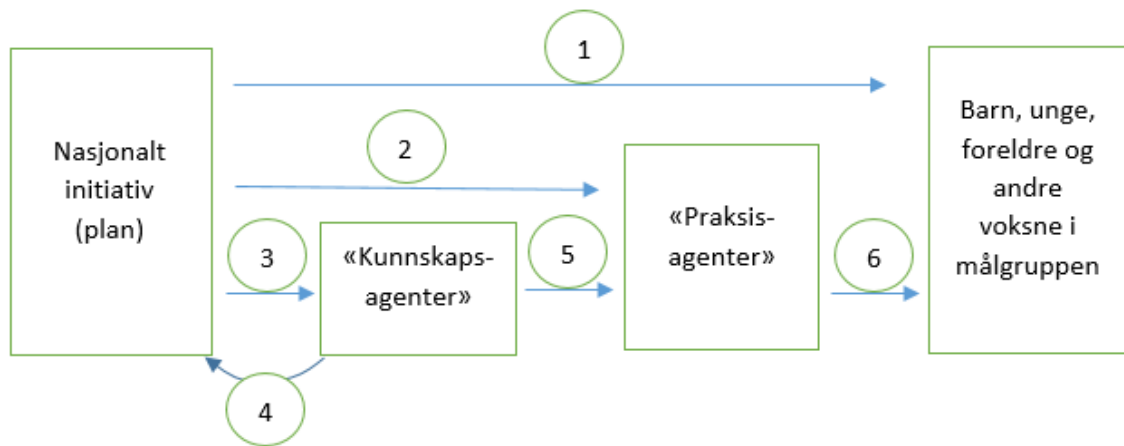 1
Nasjonalt
initiativ
(plan)
2
3
«Kunnskaps-
agenter»
4
5
«Praksis-
agenter»
6
Barn, unge,
foreldre og
andre
voksne i
målgruppen